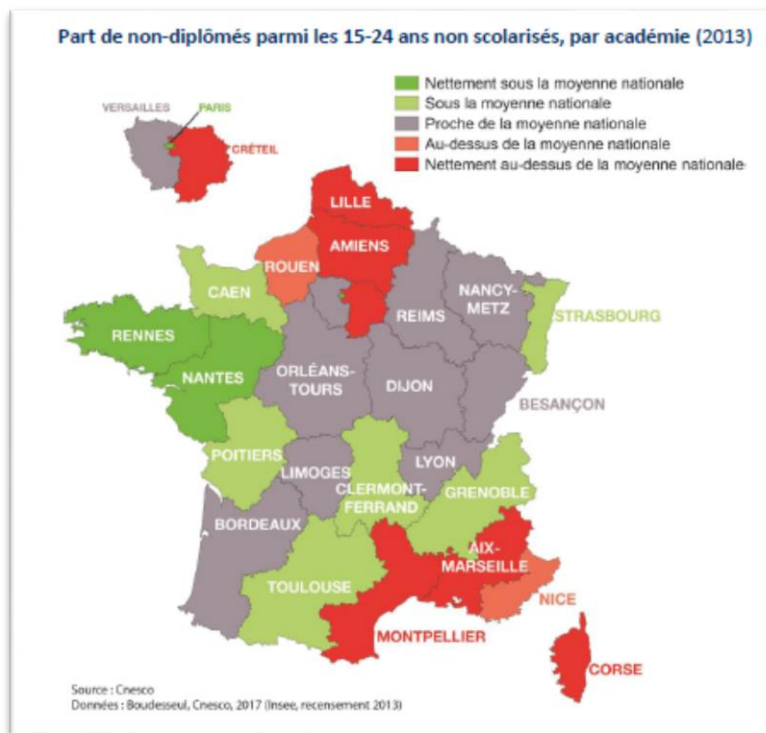 Part de non-diplômés parmi les 15-24 ans non scolarisés, par académie (2013)
Nettement sous la moyenne nationale
Sous la moyenne nationale
Proche de la moyenne nationale
Au-dessus de la moyenne nationale
Nettement au-dessus de la moyenne nationale
VERSAILLES
PARIS
CRÉTEIL
LILLE
AMIENS
ROUEN
CAEN
NANCY-
METZ
REIMS
STRASBOURG
RENNES
NANTES
ORLÉANS-
TOURS
DIJON
BESANÇON
POITIERS
LIMOGES
LYON
CLERMONT-
FERRAND
GRENOBLE
BORDEAUX
AIX-
MARSEILLE
TOULOUSE
NICE
MONTPELLIER
CORSE
Source : Cnesco
Données : Boudesseul, Cnesco, 2017 (Insee, recensement 2013)